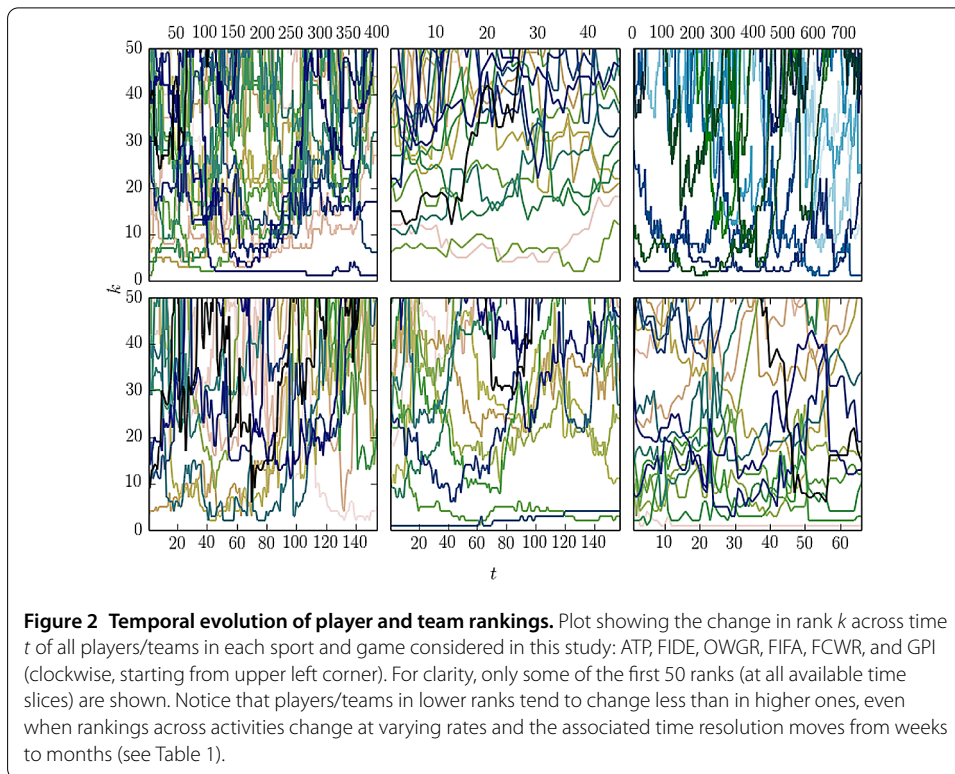 50 100 150 200 250 300 350 400
10 20 30 40
0 100 200 300 400 500 600 700
50
40
30
20
10
0
k
50
40
30
20
10
0
20 40 60 80 100 120 140
20 40 60 80 100 120 140
10 20 30 40 50 60
t
Figure 2 Temporal evolution of player and team rankings. Plot showing the change in rank k across time
t of all players/teams in each sport and game considered in this study: ATP, FIDE, OWGR, FIFA, FCWR, and GPI
(clockwise, starting from upper left corner). For clarity, only some of the first 50 ranks (at all available time
slices) are shown. Notice that players/teams in lower ranks tend to change less than in higher ones, even
when rankings across activities change at varying rates and the associated time resolution moves from weeks
to months (see Table 1).